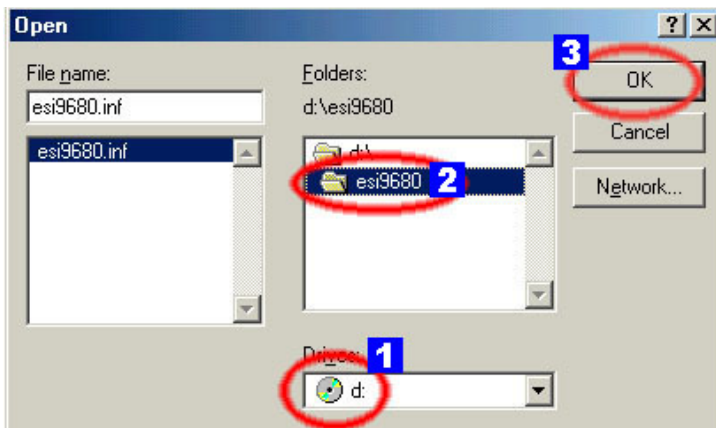 Open
? ×
File name:
esi9680.inf
esi9680.inf
Folders:
d:\esi9680
d:\
esi9680 2
Drives: 1
d:
3
OK
Cancel
Network...